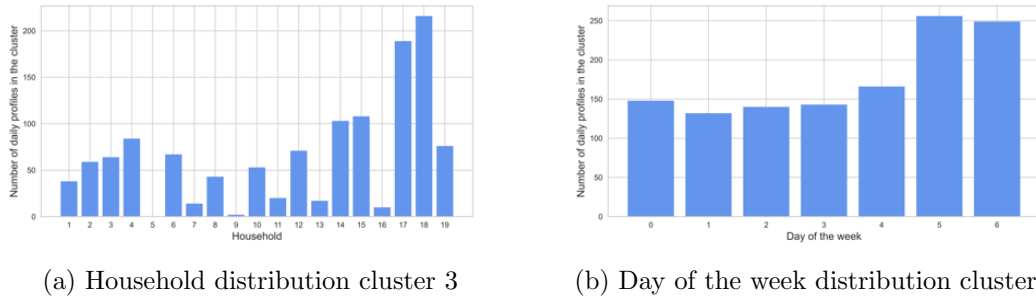 Number of daily profiles in the cluster
200
150
100
50
0
1 2 3 4 5 6 7 8 9 10 11 12 13 14 15 16 17 18 19
Household
(a) Household distribution cluster 3
Number of daily profiles in the cluster
250
200
150
100
50
0
0 1 2 3 4 5 6
Day of the week
(b) Day of the week distribution cluster